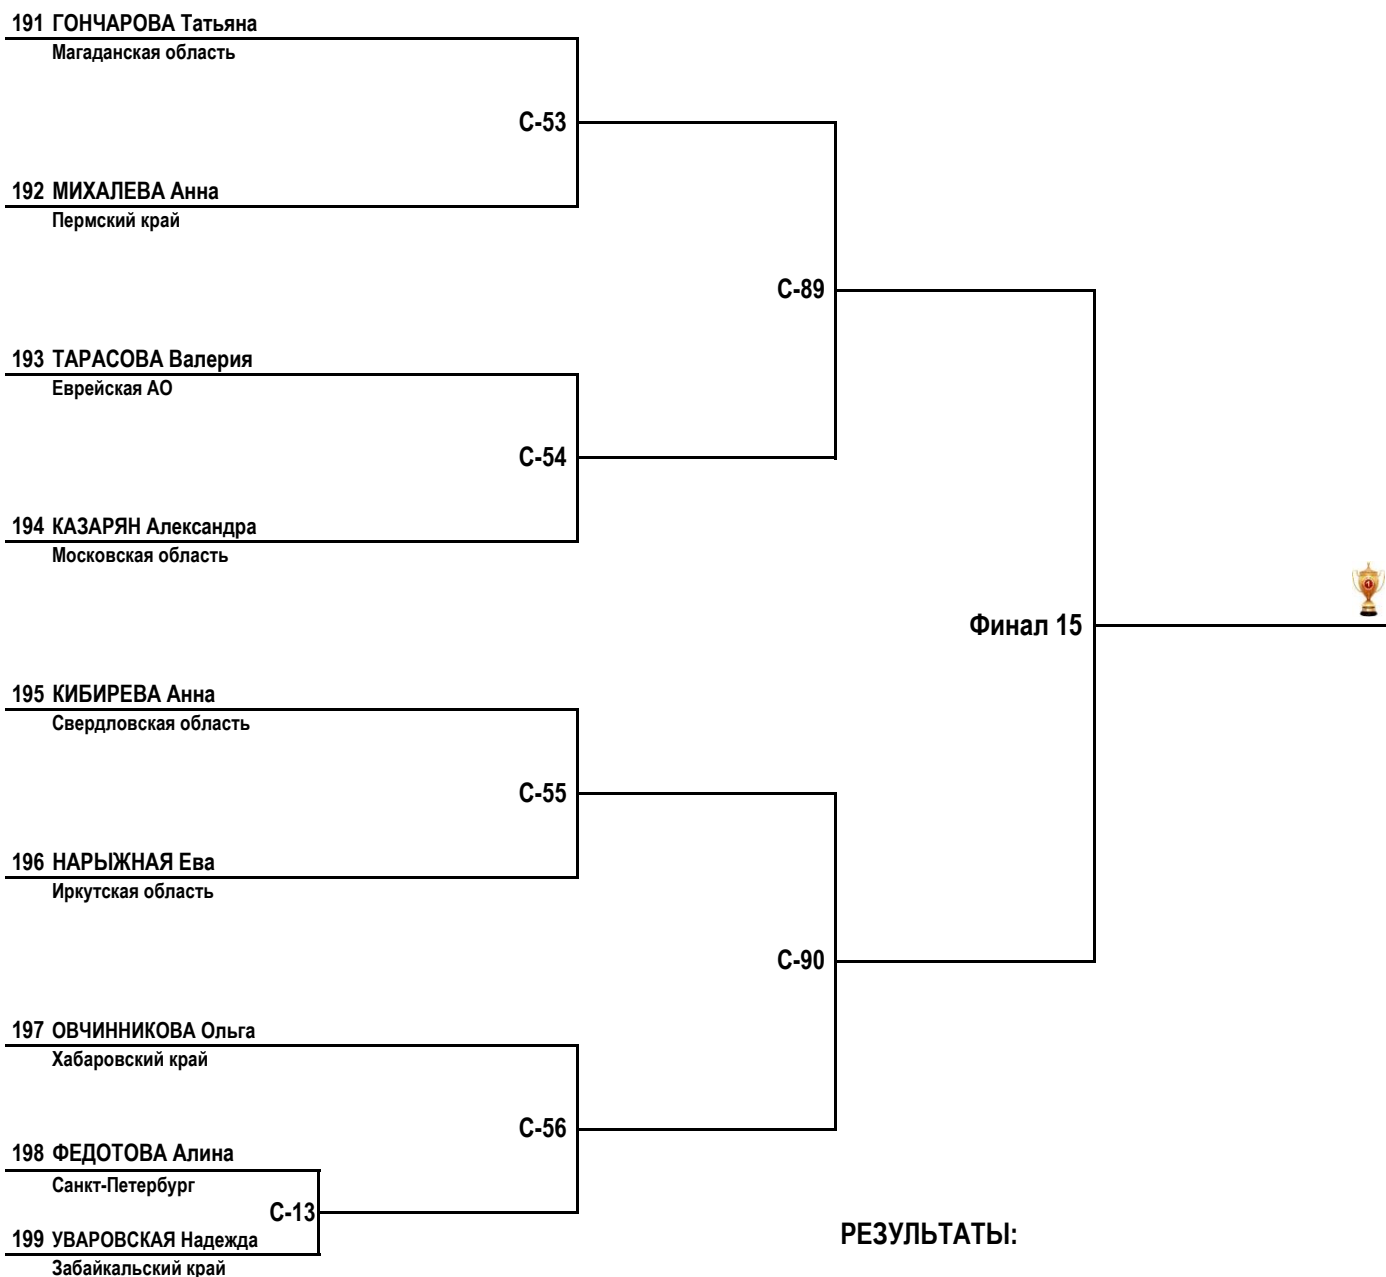 191 ГОНЧАРОВА Татьяна
Магаданская область
С-53
192 МИХАЛЕВА Анна
Пермский край
С-89
193 ТАРАСОВА Валерия
Еврейская АО
С-54
194 КАЗАРЯН Александра
Московская область
Финал 15
195 КИБИРЕВА Анна
Свердловская область
С-55
196 НАРЫЖНАЯ Ева
Иркутская область
С-90
197 ОВЧИННИКОВА Ольга
Хабаровский край
С-56
198 ФЕДОТОВА Алина
Санкт-Петербург
С-13
199 УВАРОВСКАЯ Надежда
Забайкальский край
РЕЗУЛЬТАТЫ: